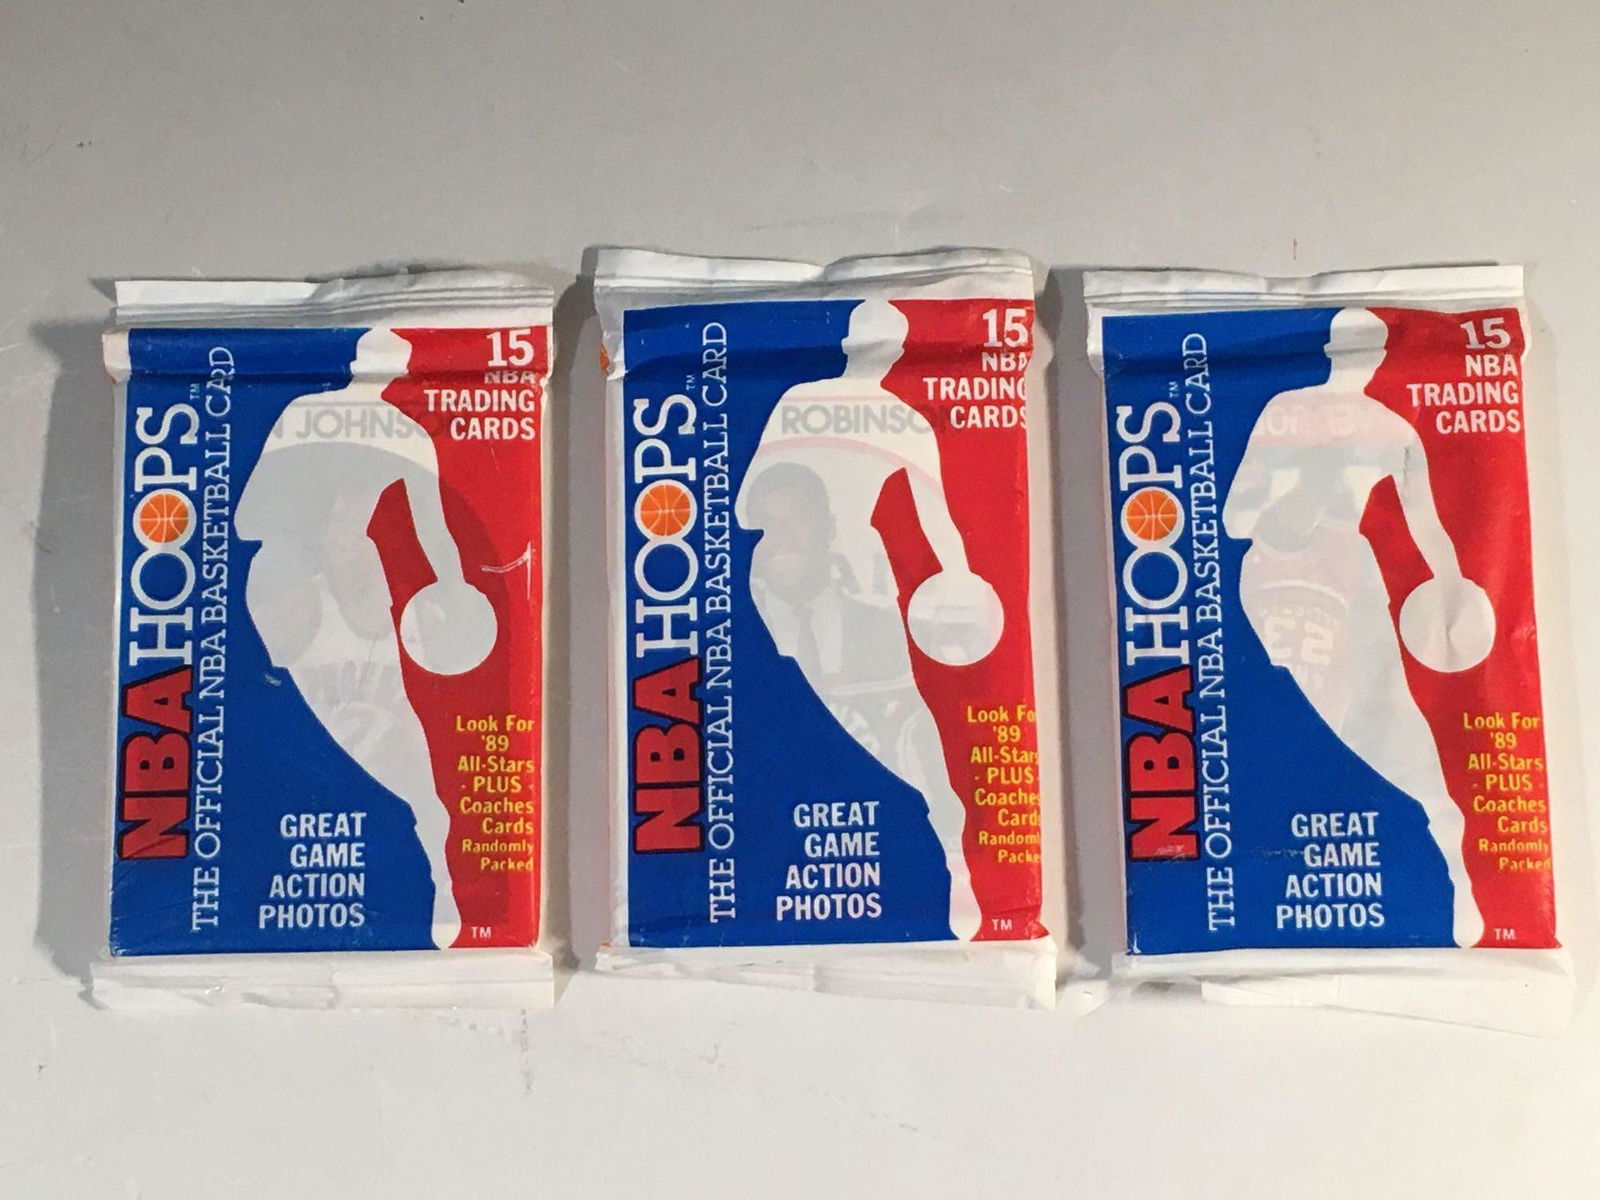 NBA HOOPS™
THE OFFICIAL NBA BASKETBALL CARD
15
NBA
TRADING
CARDS
N JOHNSO
Look For
'89
All-Stars
- PLUS -
Coaches
Cards
Randomly
Packed
GREAT
GAME
ACTION
PHOTOS
TM
NBA HOOPS™
THE OFFICIAL NBA BASKETBALL CARD
15
NBA
TRADING
CARDS
ROBINSON
Look Fo
'89
All-Stars
- PLUS -
Coaches
Cards
Randomly
Packe
GREAT
GAME
ACTION
PHOTOS
TM
NBA HOOPS™
THE OFFICIAL NBA BASKETBALL CARD
15
NBA
TRADING
CARDS
Look For
'89
All-Stars
- PLUS -
Coaches
Cards
Randomly
Packed
GREAT
GAME
ACTION
PHOTOS
TM